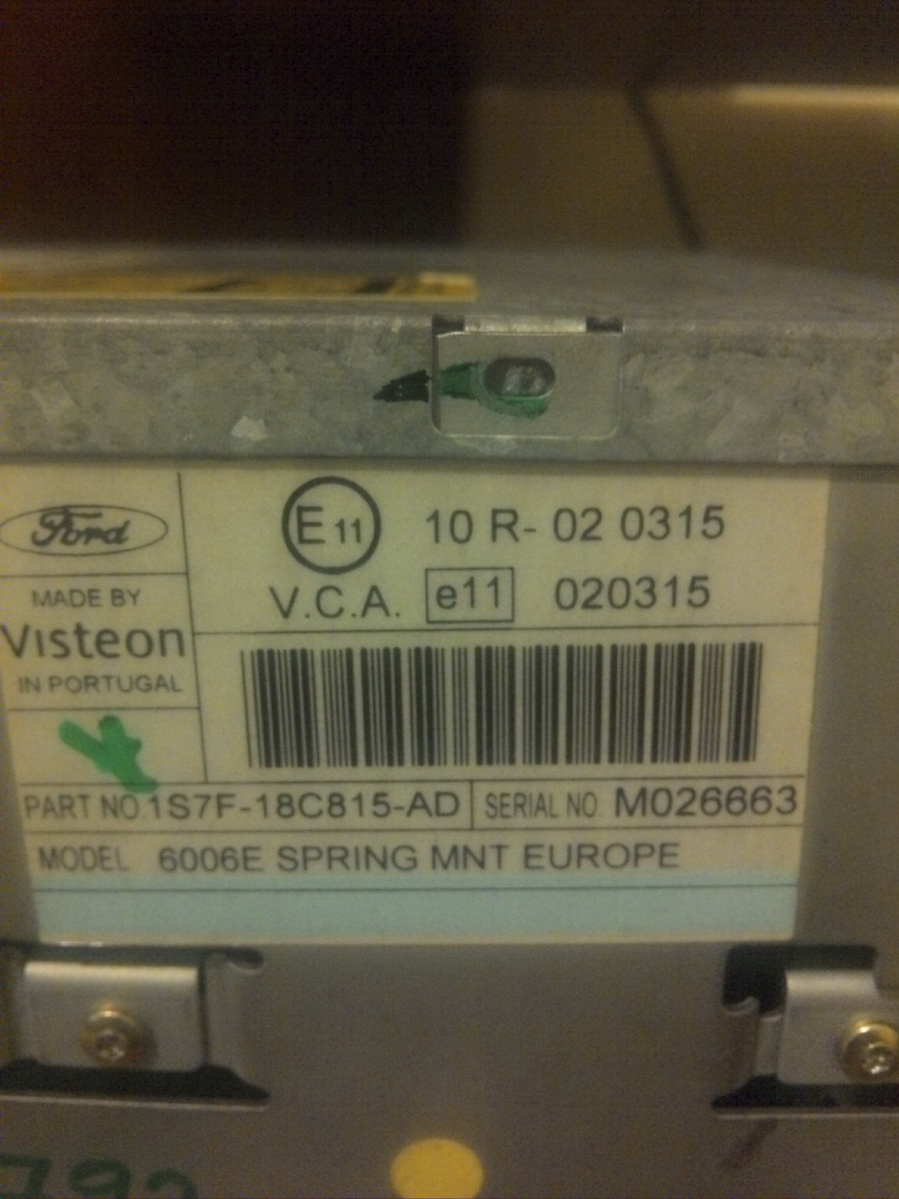 Ford
MADE BY
Visteon
IN PORTUGAL
E11 10 R- 02 0315
V.C.A. e11 020315
PART NO. 1S7F-18C815-AD SERIAL NO. M026663
MODEL 6006E SPRING MNT EUROPE